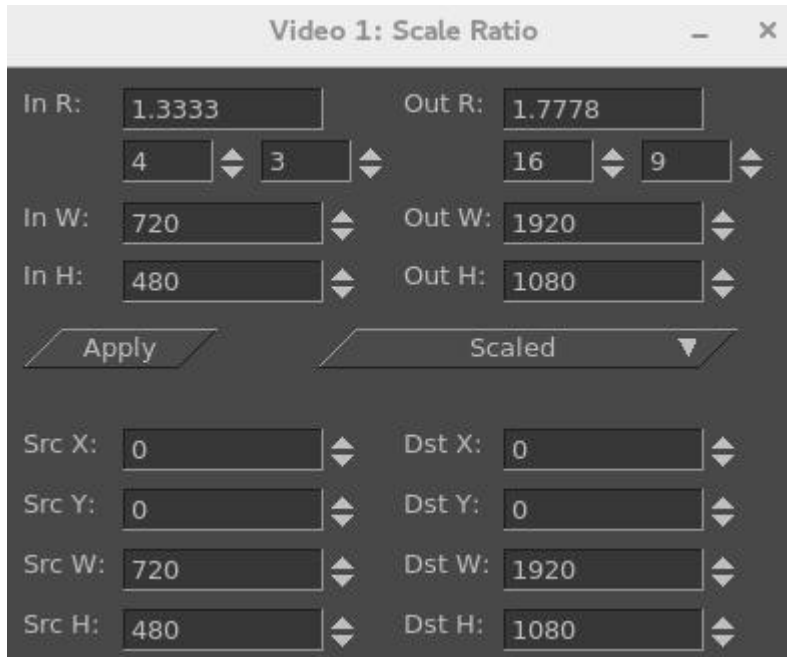 Video 1: Scale Ratio
In R: 1.3333 Out R: 1.7778
4 3 16 9
In W: 720 Out W: 1920
In H: 480 Out H: 1080
Apply Scaled
Src X: 0 Dst X: 0
Src Y: 0 Dst Y: 0
Src W: 720 Dst W: 1920
Src H: 480 Dst H: 1080